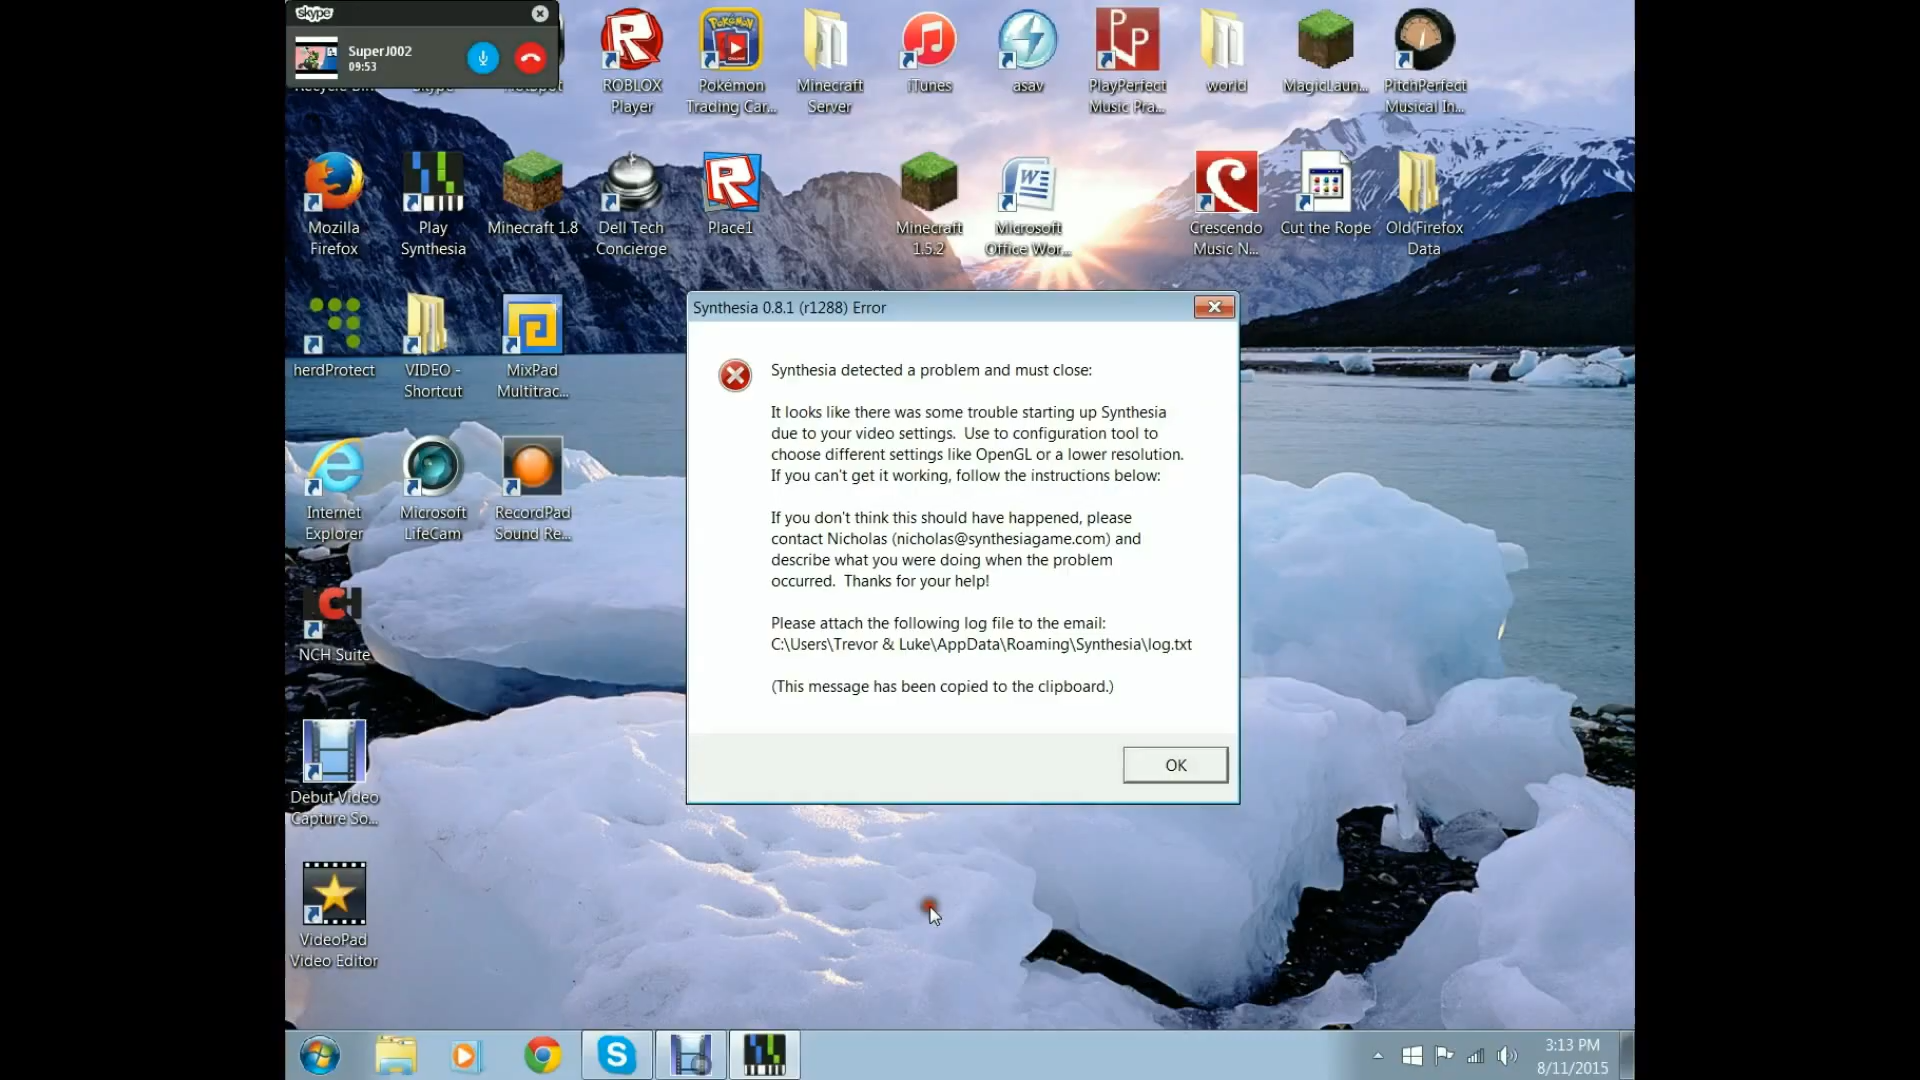 skype
SuperJ002
09:53
Recycle Bin
Skype
HotSpot
ROBLOX
Player
Pokémon
Trading Car...
Minecraft
Server
iTunes
asav
PlayPerfect
Music Pra...
world
MagicLaun...
PitchPerfect
Musical In...
Mozilla
Firefox
Play
Synthesia
Minecraft 1.8
Dell Tech
Concierge
Place1
Minecraft
1.5.2
Microsoft
Office Wor...
Crescendo
Music N...
Cut the Rope
Old Firefox
Data
Synthesia 0.8.1 (r1288) Error
herdProtect
VIDEO -
Shortcut
MixPad
Multitrac...
Synthesia detected a problem and must close:
It looks like there was some trouble starting up Synthesia
due to your video settings.  Use to configuration tool to
choose different settings like OpenGL or a lower resolution.
If you can't get it working, follow the instructions below:
If you don't think this should have happened, please
contact Nicholas (nicholas@synthesiagame.com) and
describe what you were doing when the problem
occurred.  Thanks for your help!
Please attach the following log file to the email:
C:\Users\Trevor & Luke\AppData\Roaming\Synthesia\log.txt
(This message has been copied to the clipboard.)
OK
Internet
Explorer
Microsoft
LifeCam
RecordPad
Sound Re...
NCH
NCH Suite
Debut Video
Capture So...
VideoPad
Video Editor
3:13 PM
8/11/2015